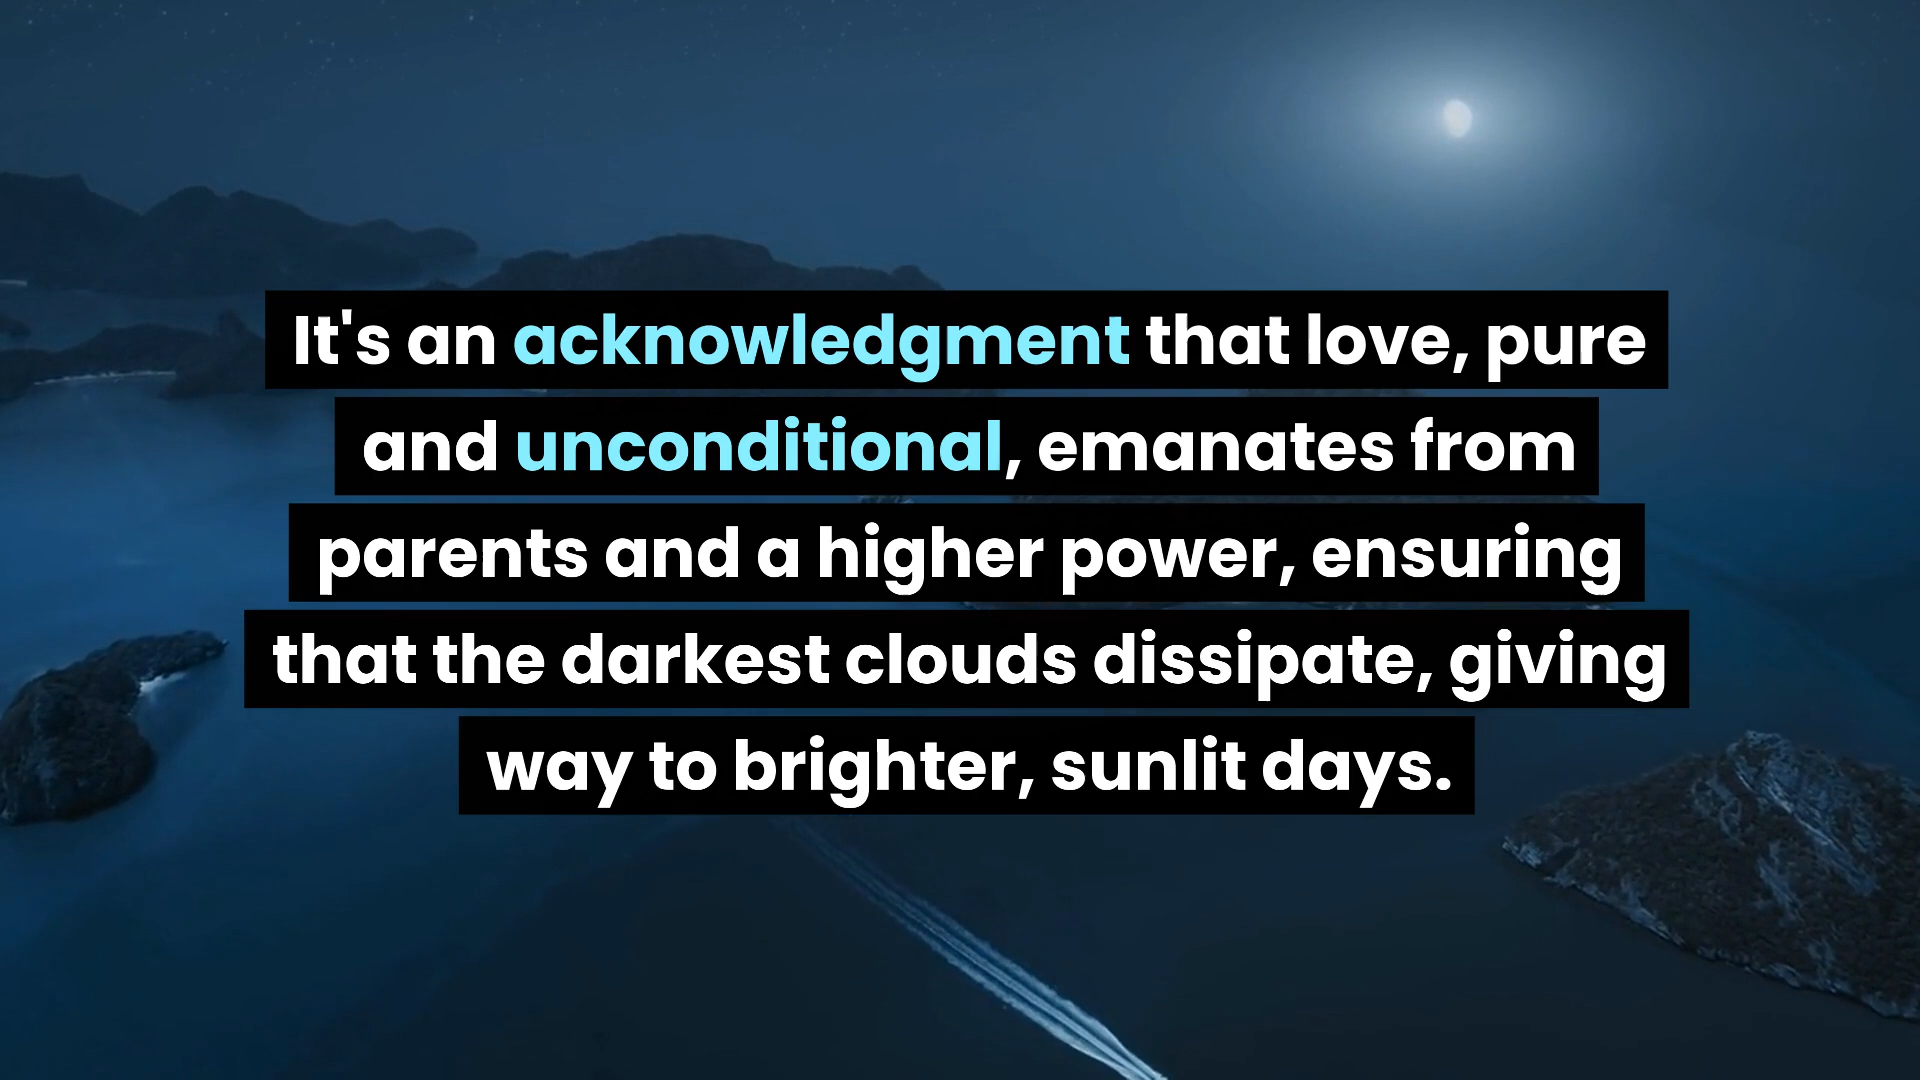 It's an acknowledgment that love, pure
and unconditional, emanates from
parents and a higher power, ensuring
that the darkest clouds dissipate, giving
way to brighter, sunlit days.